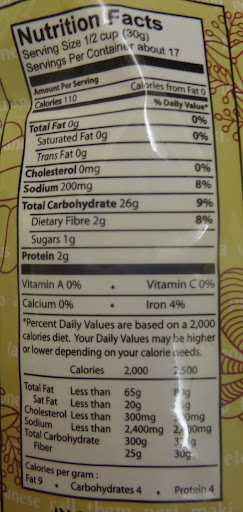 Nutrition Facts
Serving Size 1/2 cup (30g)
Servings Per Container about 17
Amount Per Serving
Calories 110 Calories from Fat 0
% Daily Value*
Total Fat 0g 0%
Saturated Fat 0g 0%
Trans Fat 0g
Cholesterol 0mg 0%
Sodium 200mg 8%
Total Carbohydrate 26g 9%
Dietary Fibre 2g 8%
Sugars 1g
Protein 2g
Vitamin A 0% • Vitamin C 0%
Calcium 0% • Iron 4%
*Percent Daily Values are based on a 2,000
calories diet. Your Daily Values may be higher
or lower depending on your calorie needs.
Calories 2,000 2,500
Total Fat Less than 65g
Sat Fat Less than 20g
Cholesterol Less than 300mg
Sodium Less than 2,400mg
Total Carbohydrate 300g
Fiber 25g
Calories per gram :
Fat 9 • Carbohydrates 4 • Protein 4